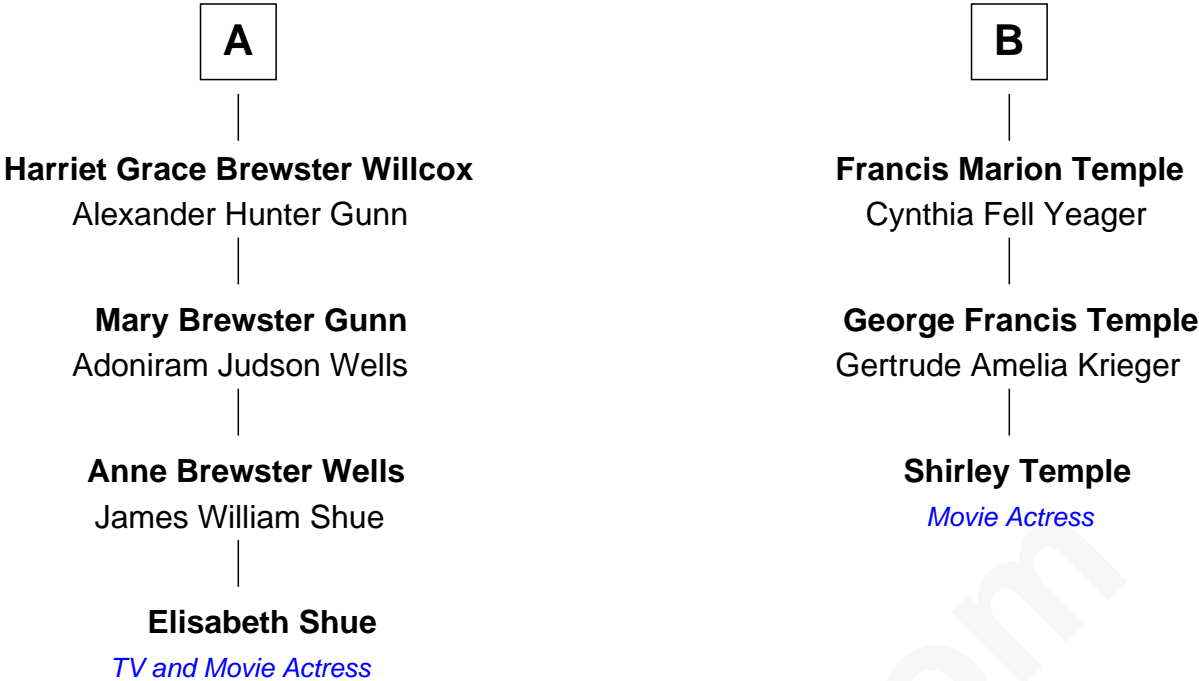 A
Harriet Grace Brewster Willcox
Alexander Hunter Gunn
Mary Brewster Gunn
Adoniram Judson Wells
Anne Brewster Wells
James William Shue
Elisabeth Shue
TV and Movie Actress
B
Francis Marion Temple
Cynthia Fell Yeager
George Francis Temple
Gertrude Amelia Krieger
Shirley Temple
Movie Actress
om